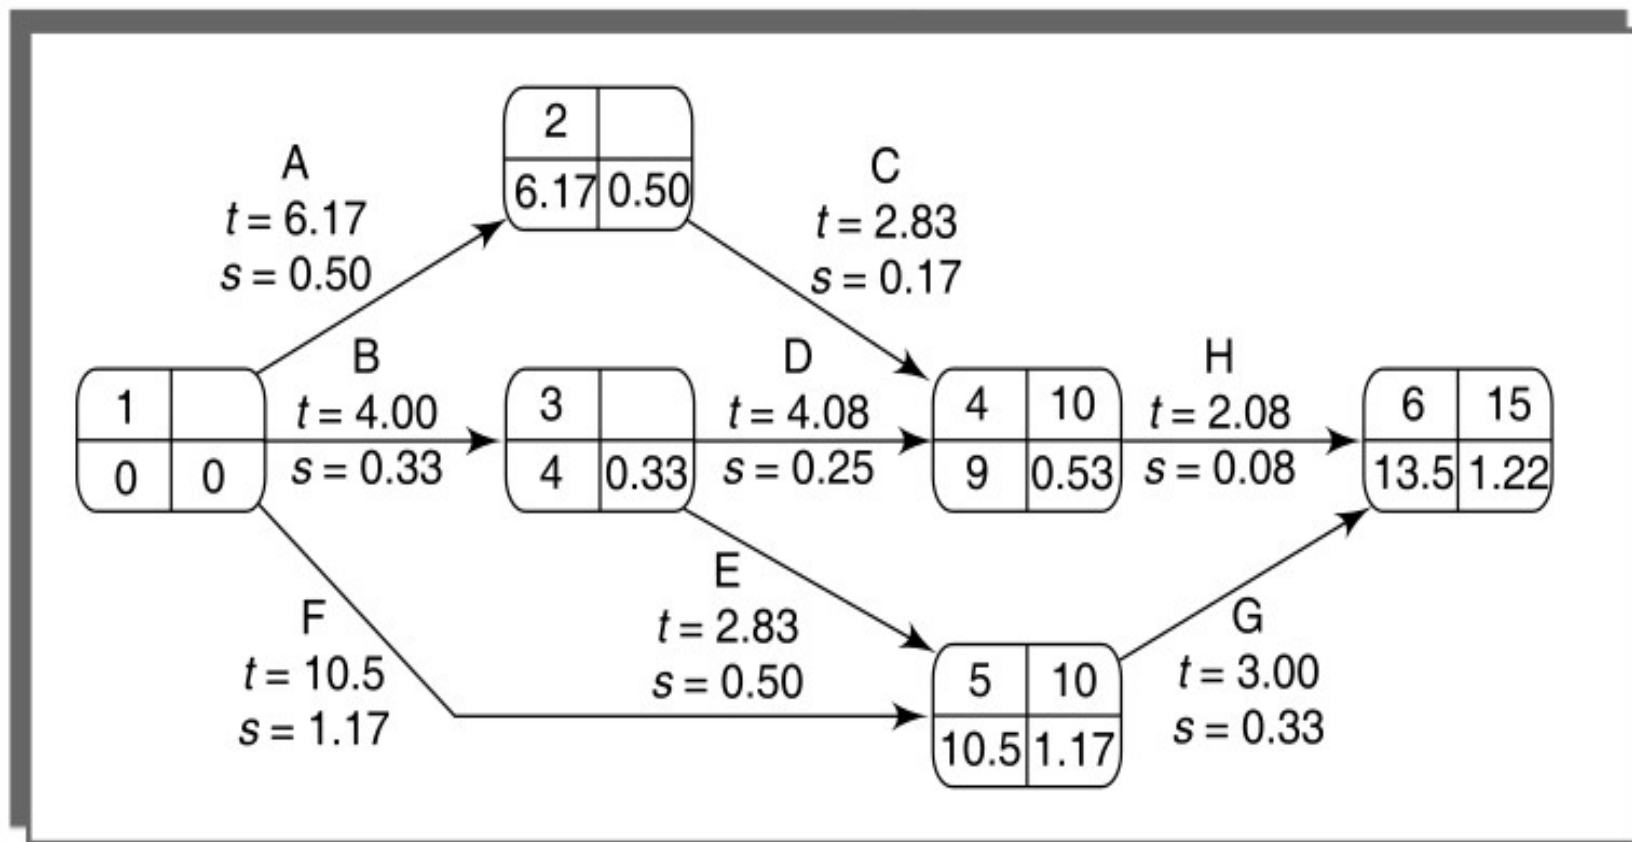 2
6.17 0.50
A
t = 6.17
s = 0.50
C
t = 2.83
s = 0.17
1
0 0
B
t = 4.00
s = 0.33
3
4 0.33
D
t = 4.08
s = 0.25
4 10
9 0.53
H
t = 2.08
s = 0.08
6 15
13.5 1.22
F
t = 10.5
s = 1.17
E
t = 2.83
s = 0.50
5 10
10.5 1.17
G
t = 3.00
s = 0.33